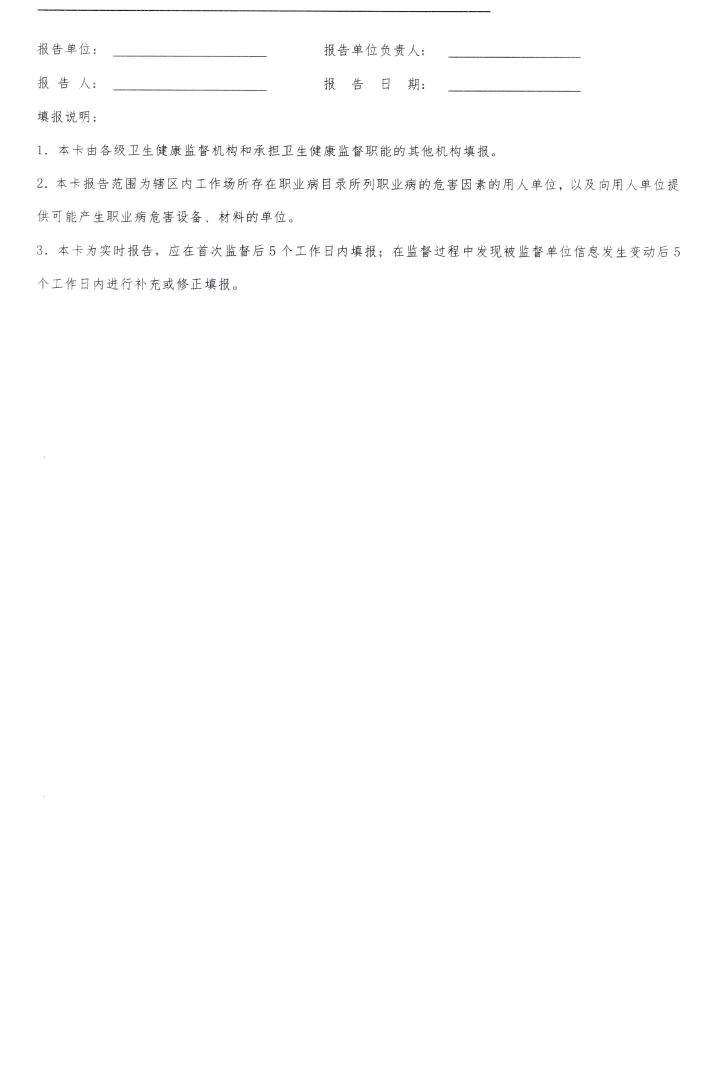 报告单位： 报告单位负责人：
报 告 人： 报 告 日 期：
填报说明：
1. 本卡由各级卫生健康监督机构和承担卫生健康监督职能的其他机构填报。
2. 本卡报告范围为辖区内工作场所存在职业病目录所列职业病的危害因素的用人单位，以及向用人单位提
供可能产生职业病危害设备、材料的单位。
3. 本卡为实时报告，应在首次监督后 5 个工作日内填报；在监督过程中发现被监督单位信息发生变动后 5
个工作日内进行补充或修正填报。